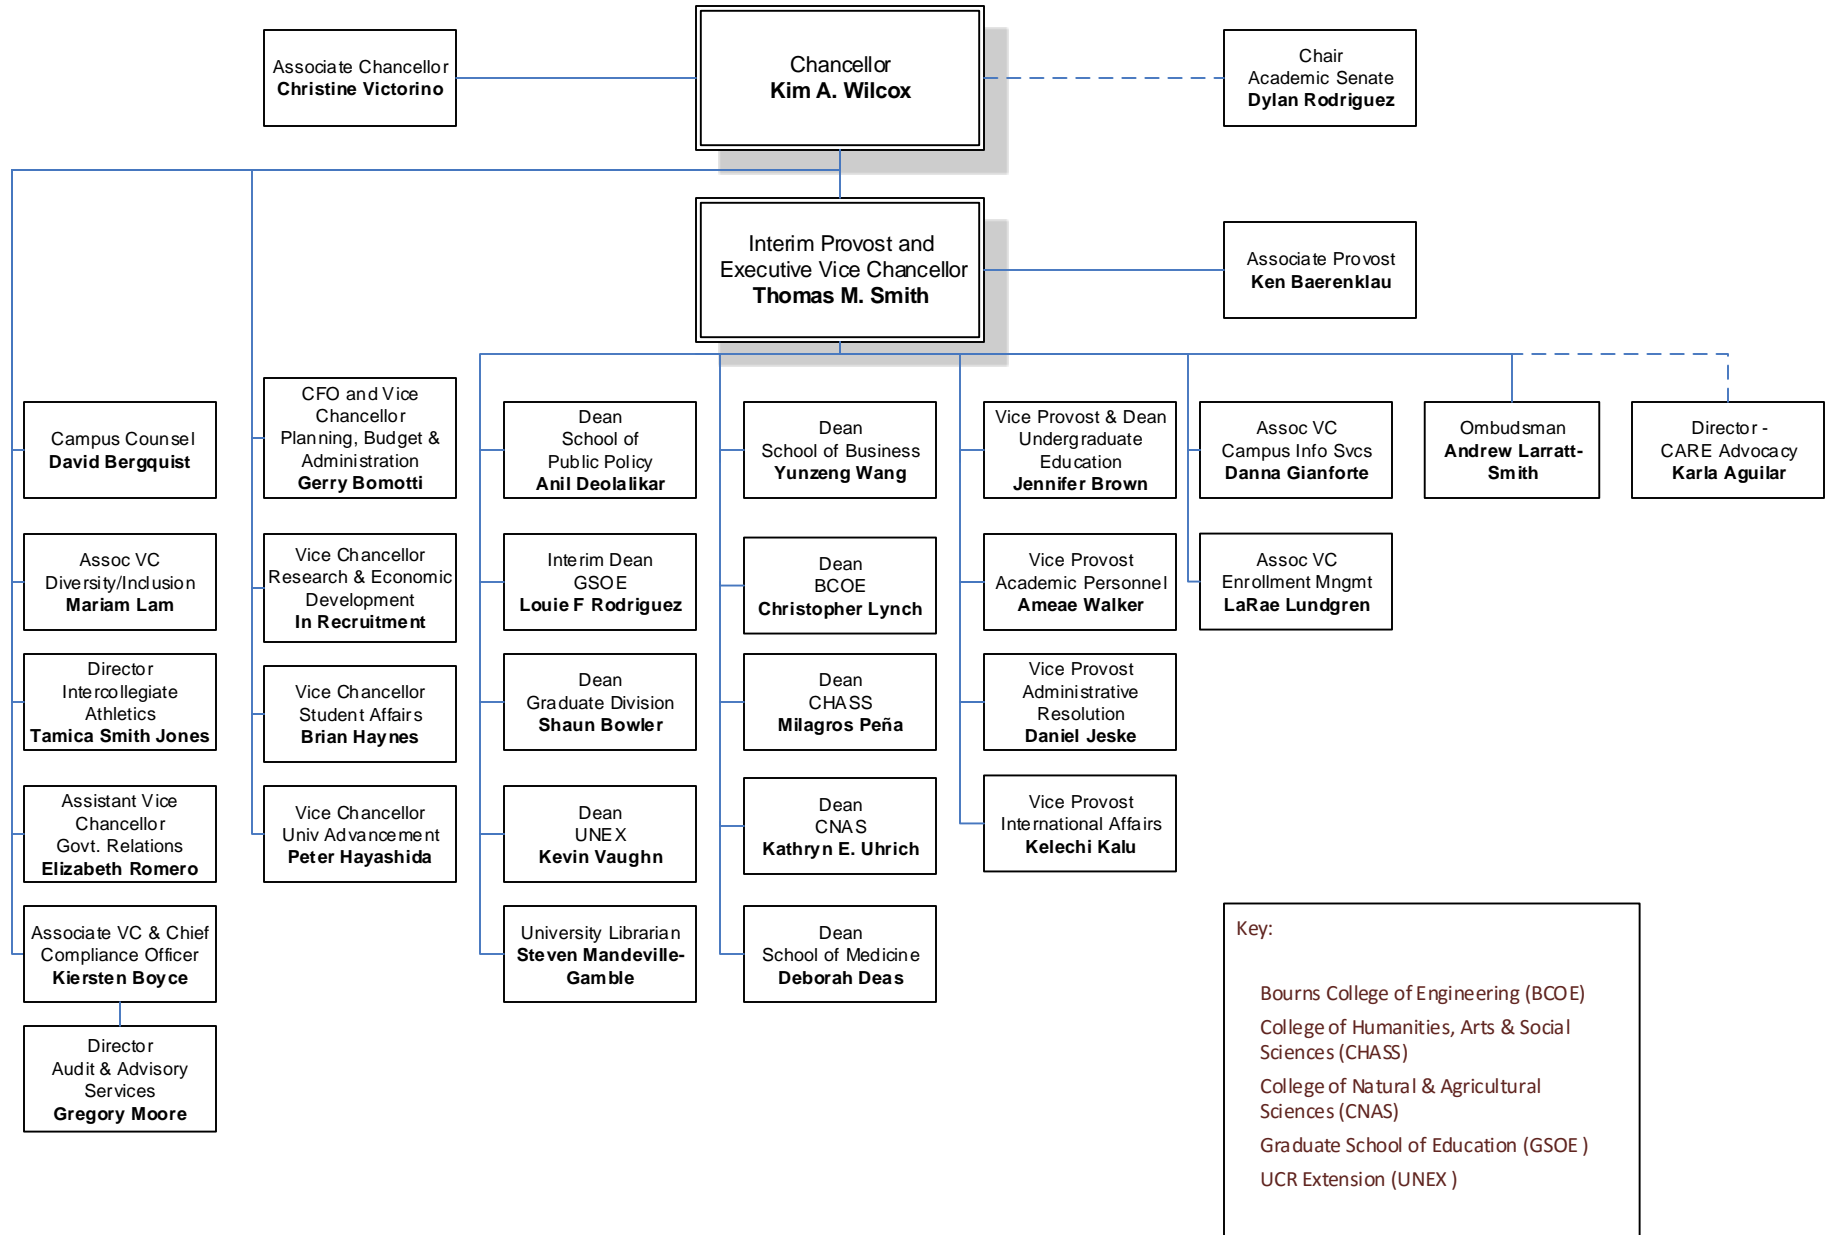 Associate Chancellor
Christine Victorino
Chancellor
Kim A. Wilcox
Chair
Academic Senate
Dylan Rodriguez
Interim Provost and
Executive Vice Chancellor
Thomas M. Smith
Associate Provost
Ken Baerenklau
Campus Counsel
David Bergquist
CFO and Vice
Chancellor
Planning, Budget &
Administration
Gerry Bomotti
Dean
School of
Public Policy
Anil Deolalikar
Dean
School of Business
Yunzeng Wang
Vice Provost & Dean
Undergraduate
Education
Jennifer Brown
Assoc VC
Campus Info Svcs
Danna Gianforte
Ombudsman
Andrew Larratt-
Smith
Director -
CARE Advocacy
Karla Aguilar
Assoc VC
Diversity/Inclusion
Mariam Lam
Vice Chancellor
Research & Economic
Development
In Recruitment
Interim Dean
GSOE
Louie F Rodriguez
Dean
BCOE
Christopher Lynch
Vice Provost
Academic Personnel
Ameae Walker
Assoc VC
Enrollment Mngmt
LaRae Lundgren
Director
Intercollegiate
Athletics
Tamica Smith Jones
Vice Chancellor
Student Affairs
Brian Haynes
Dean
Graduate Division
Shaun Bowler
Dean
CHASS
Milagros Peña
Vice Provost
Administrative
Resolution
Daniel Jeske
Assistant Vice
Chancellor
Govt. Relations
Elizabeth Romero
Vice Chancellor
Univ Advancement
Peter Hayashida
Dean
UNEX
Kevin Vaughn
Dean
CNAS
Kathryn E. Uhrich
Vice Provost
International Affairs
Kelechi Kalu
Associate VC & Chief
Compliance Officer
Kiersten Boyce
University Librarian
Steven Mandeville-
Gamble
Dean
School of Medicine
Deborah Deas
Director
Audit & Advisory
Services
Gregory Moore
Key:
Bourns College of Engineering (BCOE)
College of Humanities, Arts & Social
Sciences (CHASS)
College of Natural & Agricultural
Sciences (CNAS)
Graduate School of Education (GSOE )
UCR Extension (UNEX )